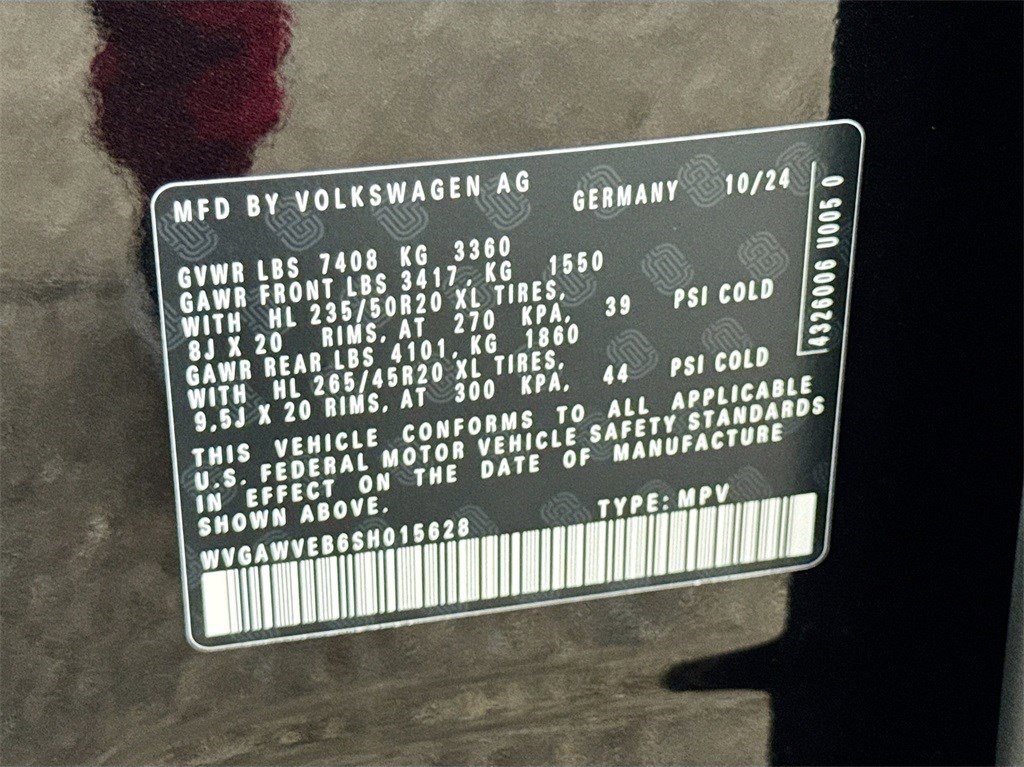 MFD BY VOLKSWAGEN AG GERMANY 10/24
GVWR LBS 7408 KG 3360
GAWR FRONT LBS 3417, KG 1550
WITH HL 235/50R20 XL TIRES,
8J X 20 RIMS, AT 270 KPA, 39 PSI COLD
GAWR REAR LBS 4101, KG 1860
WITH HL 265/45R20 XL TIRES,
9,5J X 20 RIMS, AT 300 KPA, 44 PSI COLD
THIS VEHICLE CONFORMS TO ALL APPLICABLE
U.S. FEDERAL MOTOR VEHICLE SAFETY STANDARDS
IN EFFECT ON THE DATE OF MANUFACTURE
SHOWN ABOVE.
WVGAWVEB6SH015628 TYPE: MPV
4326006 U005 0